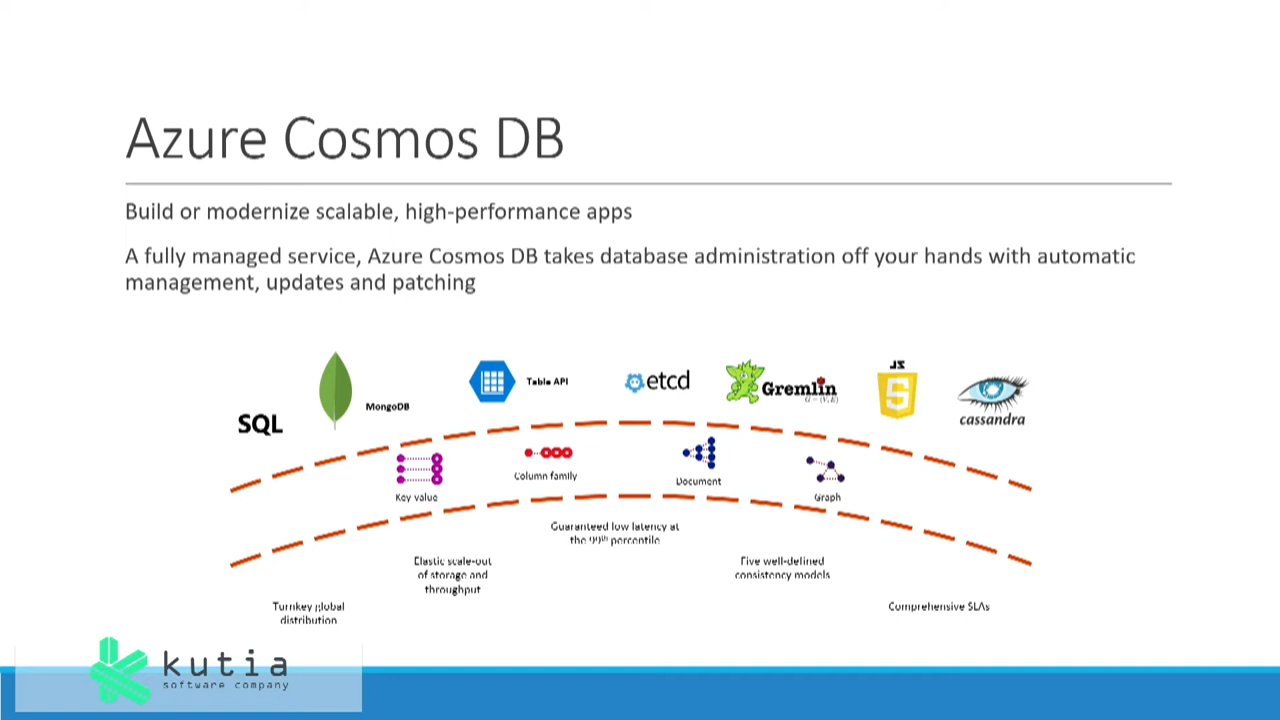 Azure Cosmos DB
Build or modernize scalable, high-performance apps
A fully managed service, Azure Cosmos DB takes database administration off your hands with automatic
management, updates and patching
SQL
MongoDB
Table API
etcd
Gremlin
G = (V, E)
JS
5
cassandra
Key value
Column family
Document
Graph
Guaranteed low latency at
the 99th percentile
Elastic scale-out
of storage and
throughput
Five well-defined
consistency models
Turnkey global
distribution
Comprehensive SLAs
kutia
software company